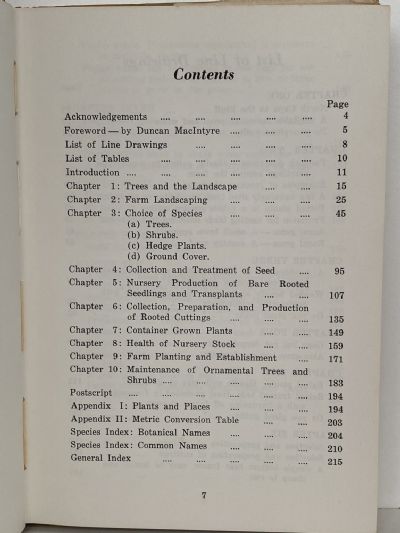 Contents
Page
Acknowledgements .... .... .... .... .... 4
Foreword — by Duncan MacIntyre .... .... .... 5
List of Line Drawings .... .... .... .... 8
List of Tables .... .... .... .... .... 10
Introduction .... .... .... .... .... .... 11
Chapter 1: Trees and the Landscape .... .... 15
Chapter 2: Farm Landscaping .... .... .... 25
Chapter 3: Choice of Species .... .... .... 45
(a) Trees.
(b) Shrubs.
(c) Hedge Plants.
(d) Ground Cover.
Chapter 4: Collection and Treatment of Seed .... 95
Chapter 5: Nursery Production of Bare Rooted
Seedlings and Transplants .... .... 107
Chapter 6: Collection, Preparation, and Production
of Rooted Cuttings .... .... .... 135
Chapter 7: Container Grown Plants .... .... 149
Chapter 8: Health of Nursery Stock .... .... 159
Chapter 9: Farm Planting and Establishment .... 171
Chapter 10: Maintenance of Ornamental Trees and
Shrubs .... .... .... .... .... 183
Postscript .... .... .... .... .... 194
Appendix I: Plants and Places .... .... .... 194
Appendix II: Metric Conversion Table .... .... 203
Species Index: Botanical Names .... .... .... 204
Species Index: Common Names .... .... .... 210
General Index .... .... .... .... .... 215
7